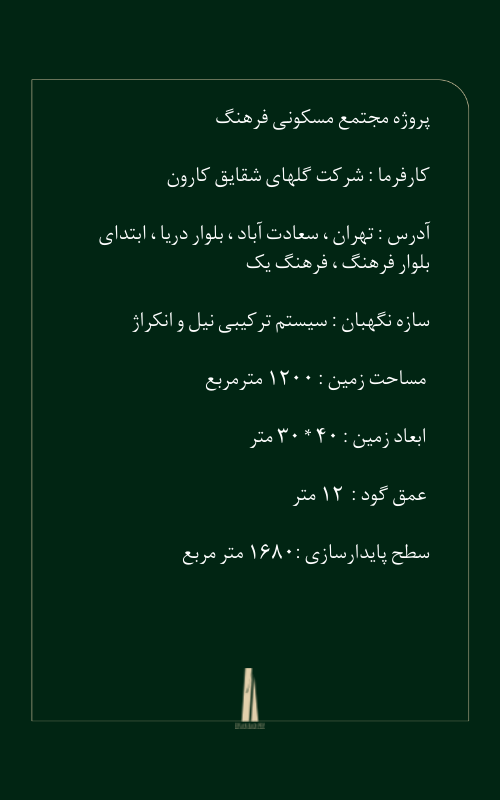 پروژه مجتمع مسکونی فرهنگ
کارفرما : شرکت گلهای شقایق کارون
آدرس : تهران ، سعادت آباد ، بلوار دریا ، ابتدای
بلوار فرهنگ ، فرهنگ یک
سازه نگهبان : سیستم ترکیبی نیل و انکراژ
مساحت زمین : ۱۲۰۰ مترمربع
ابعاد زمین : ۴۰ * ۳۰ متر
عمق گود : ۱۲ متر
سطح پایدارسازی :۱۶۸۰ متر مربع